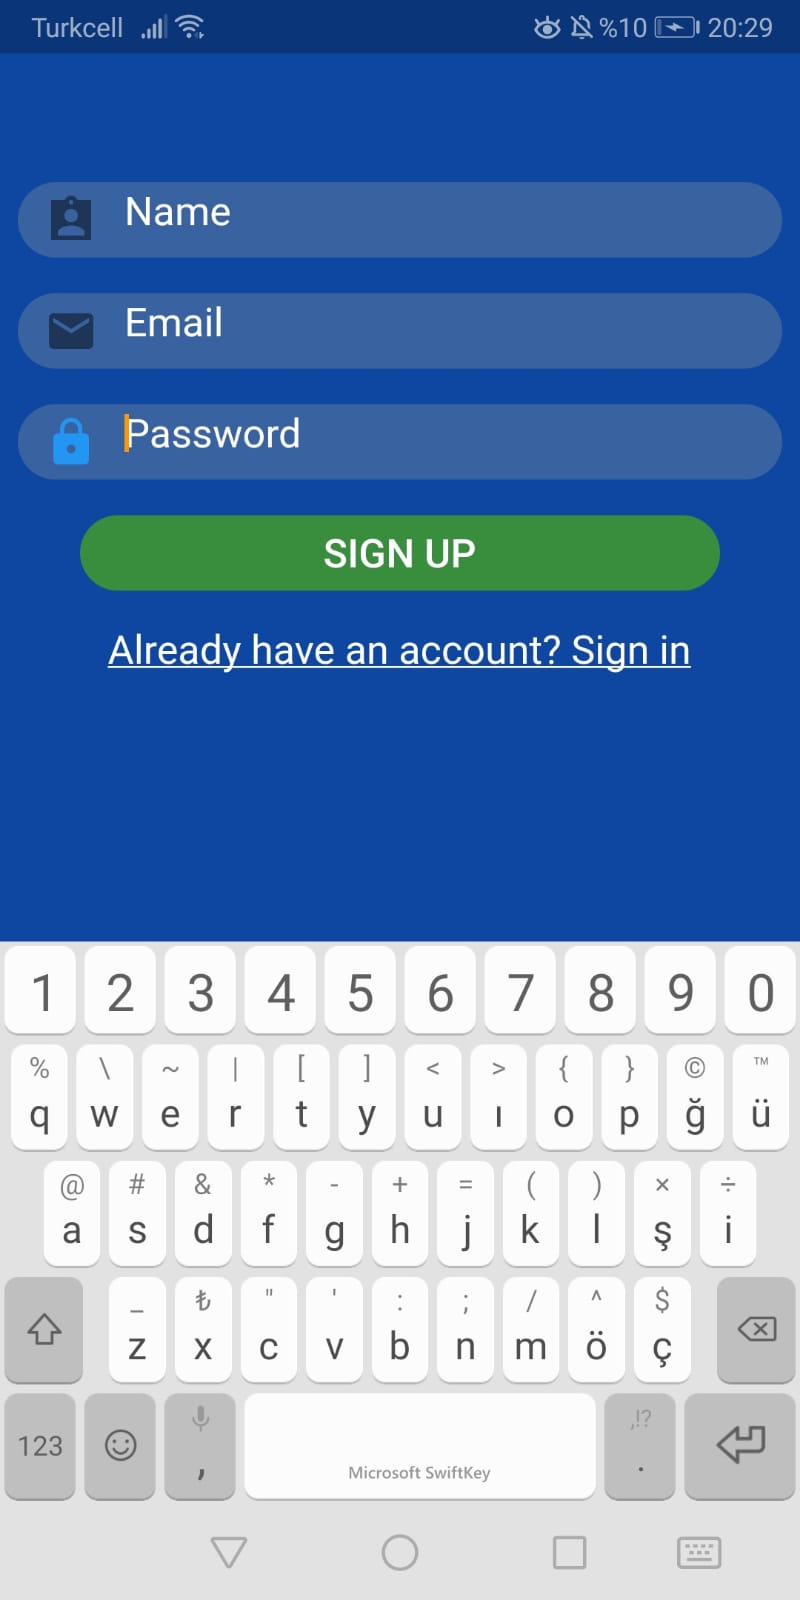 Turkcell %10 20:29
Name
Email
Password
SIGN UP
Already have an account? Sign in
1 2 3 4 5 6 7 8 9 0
% \ ~ | [ ] < > { } © ™
q w e r t y u ı o p ğ ü
@ # & * - + = ( ) × ÷
a s d f g h j k l ş i
_ ₺ " ' : ; / ^ $
z x c v b n m ö ç
,!?
123 , Microsoft SwiftKey .